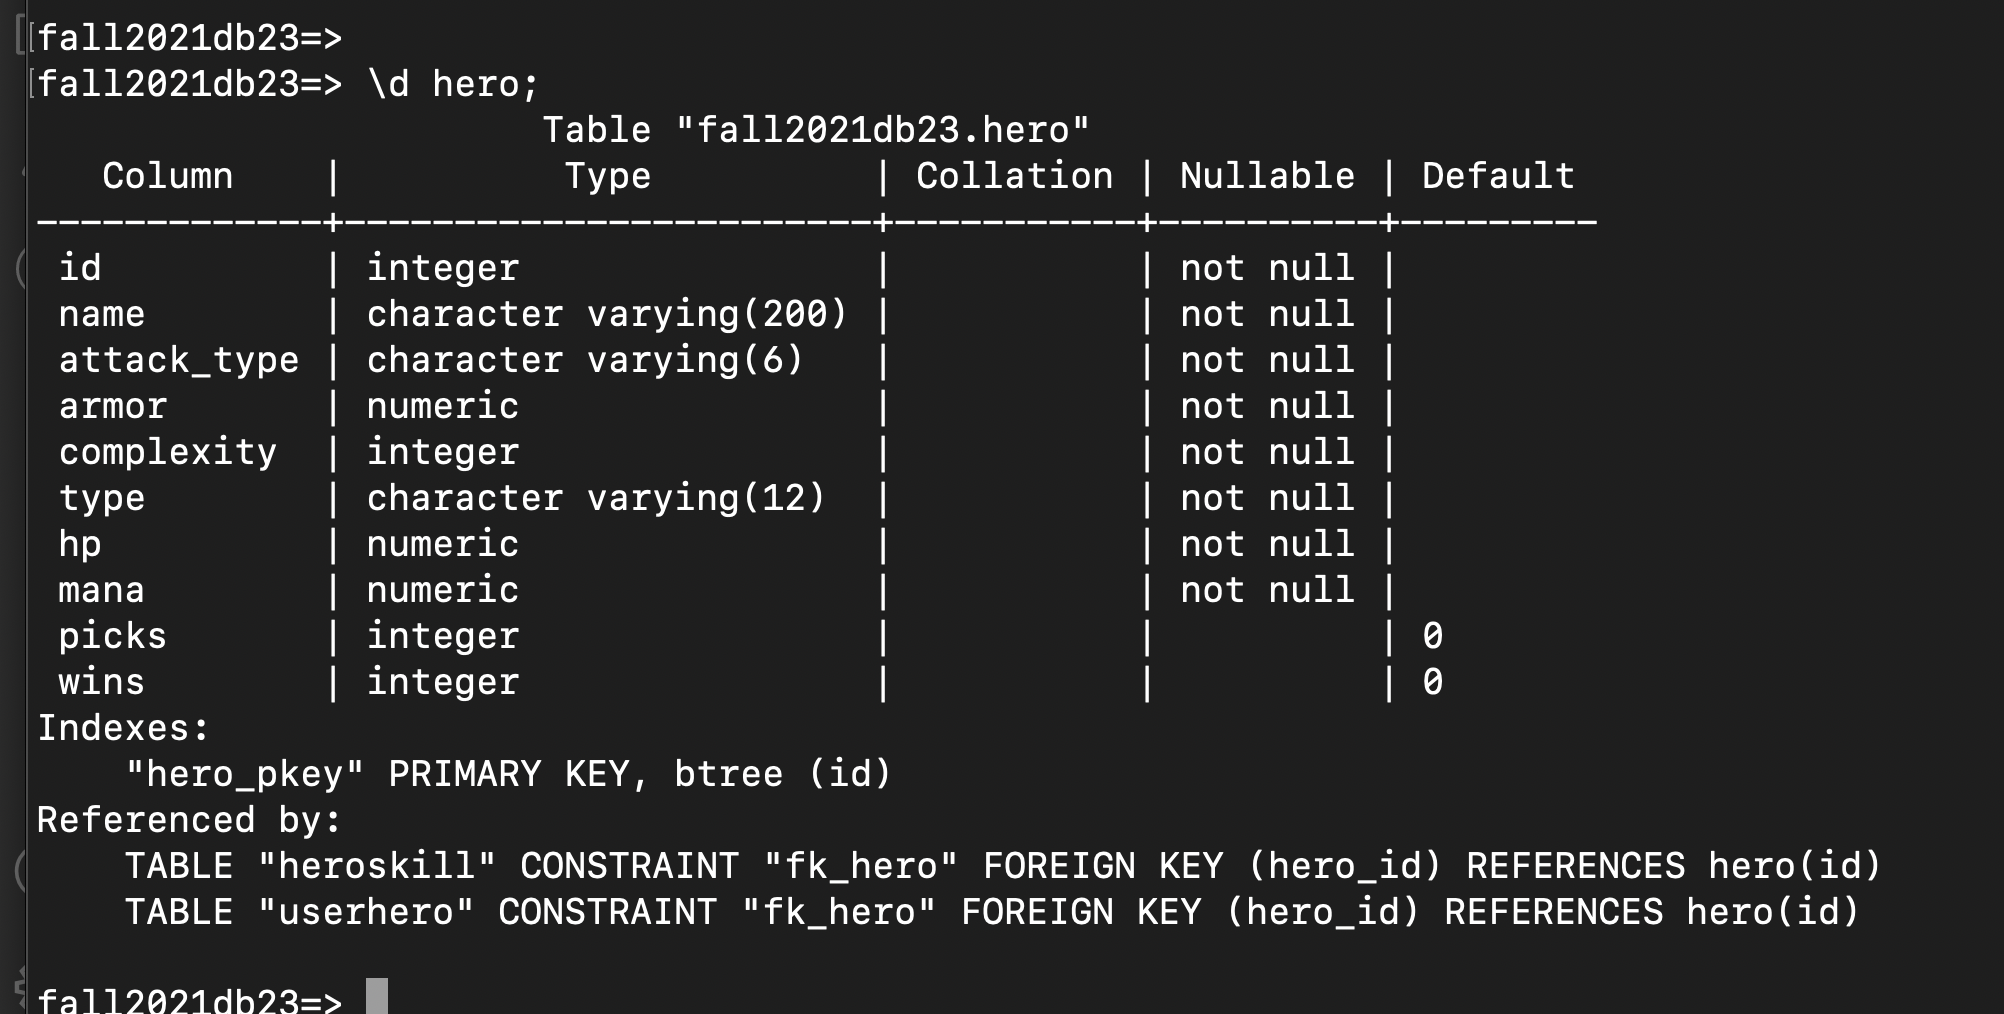 fall2021db23=>
fall2021db23=> \d hero;
                       Table "fall2021db23.hero"
   Column    |          Type          | Collation | Nullable | Default
-------------+------------------------+-----------+----------+---------
 id          | integer                |           | not null |
 name        | character varying(200) |           | not null |
 attack_type | character varying(6)   |           | not null |
 armor       | numeric                |           | not null |
 complexity  | integer                |           | not null |
 type        | character varying(12)  |           | not null |
 hp          | numeric                |           | not null |
 mana        | numeric                |           | not null |
 picks       | integer                |           |          | 0
 wins        | integer                |           |          | 0
Indexes:
    "hero_pkey" PRIMARY KEY, btree (id)
Referenced by:
    TABLE "heroskill" CONSTRAINT "fk_hero" FOREIGN KEY (hero_id) REFERENCES hero(id)
    TABLE "userhero" CONSTRAINT "fk_hero" FOREIGN KEY (hero_id) REFERENCES hero(id)
fall2021db23=>